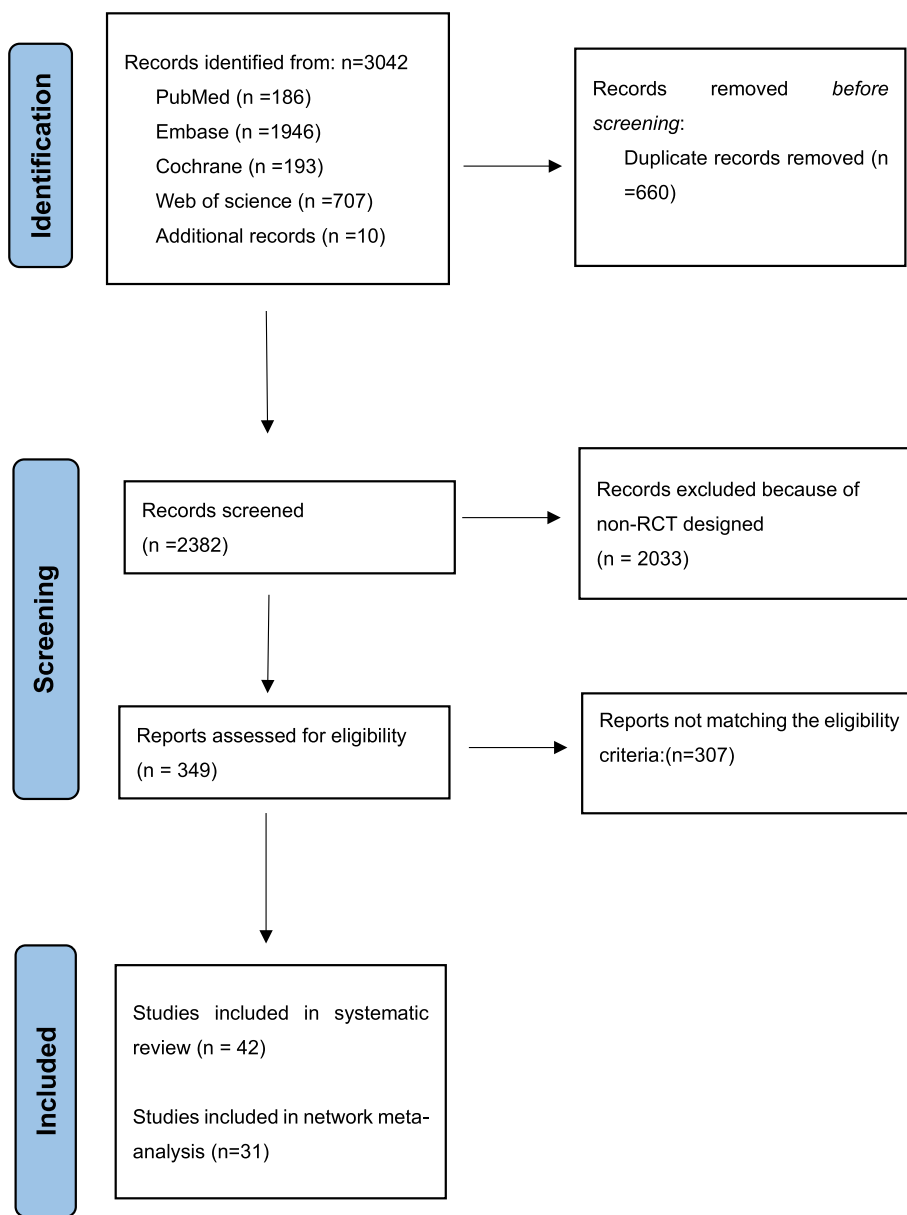 Identification
Records identified from: n=3042
PubMed (n =186)
Embase (n =1946)
Cochrane (n =193)
Web of science (n =707)
Additional records (n =10)
Records removed before
screening:
Duplicate records removed (n
=660)
Screening
Records screened
(n =2382)
Records excluded because of
non-RCT designed
(n = 2033)
Reports assessed for eligibility
(n = 349)
Reports not matching the eligibility
criteria:(n=307)
Included
Studies included in systematic
review (n = 42)
Studies included in network meta-
analysis (n=31)